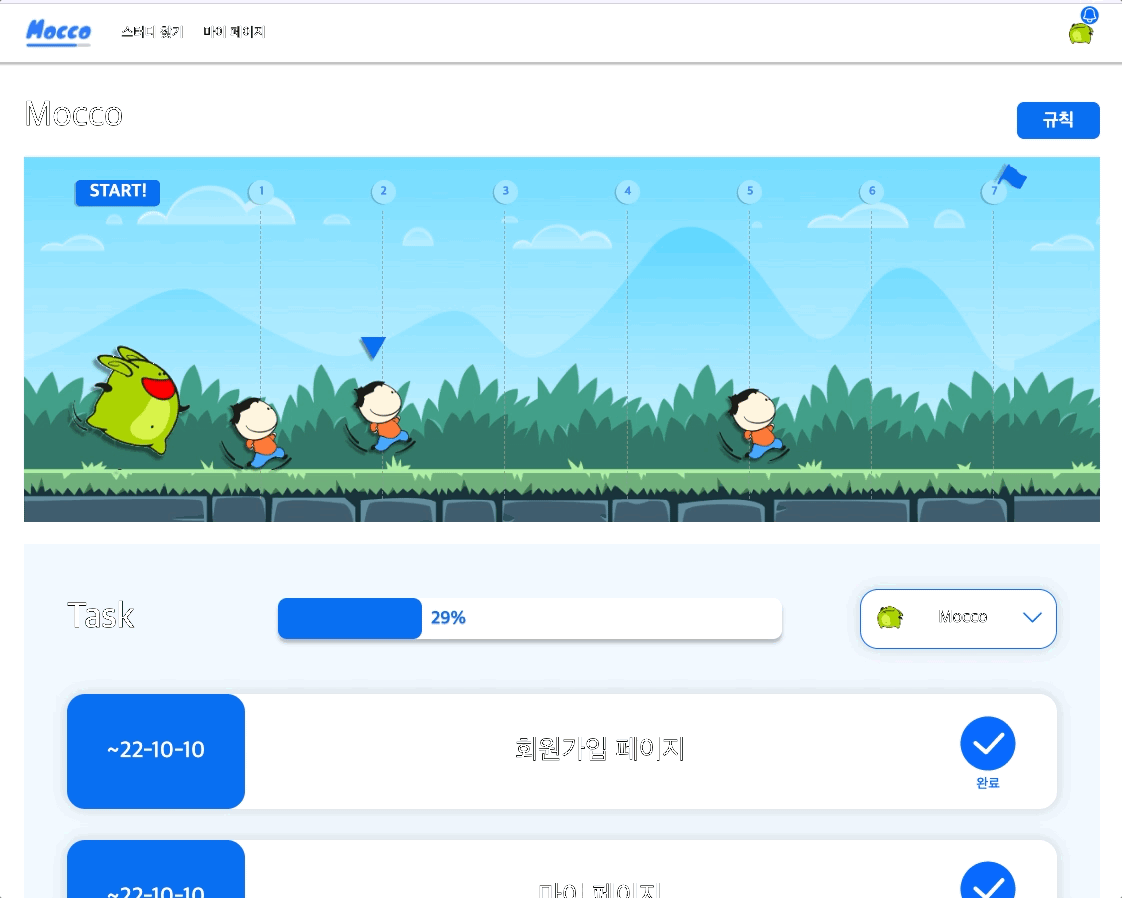 Mocco
스터디 찾기
마이 페이지
Mocco
규칙
START!
1
2
3
4
5
6
7
Task
29%
Mocco
~22-10-10
회원가입 페이지
완료
~22-10-10
마이 페이지